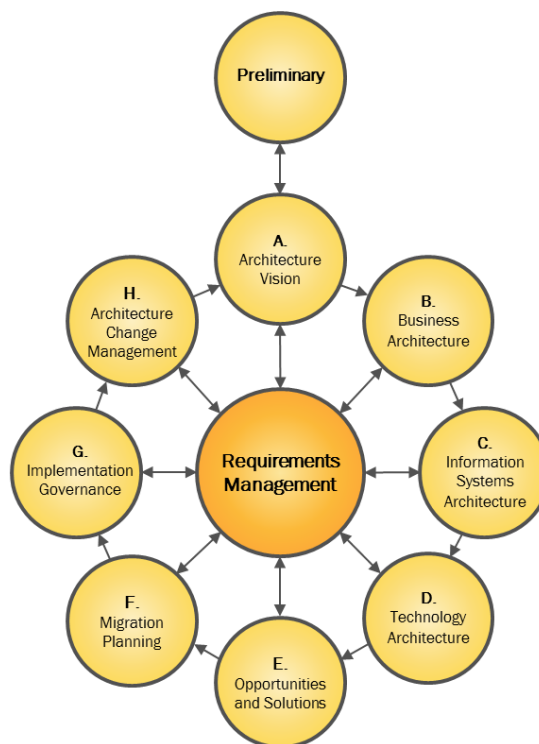 Preliminary
A.
Architecture
Vision
B.
Business
Architecture
C.
Information
Systems
Architecture
D.
Technology
Architecture
E.
Opportunities
and Solutions
F.
Migration
Planning
G.
Implementation
Governance
H.
Architecture
Change
Management
Requirements
Management